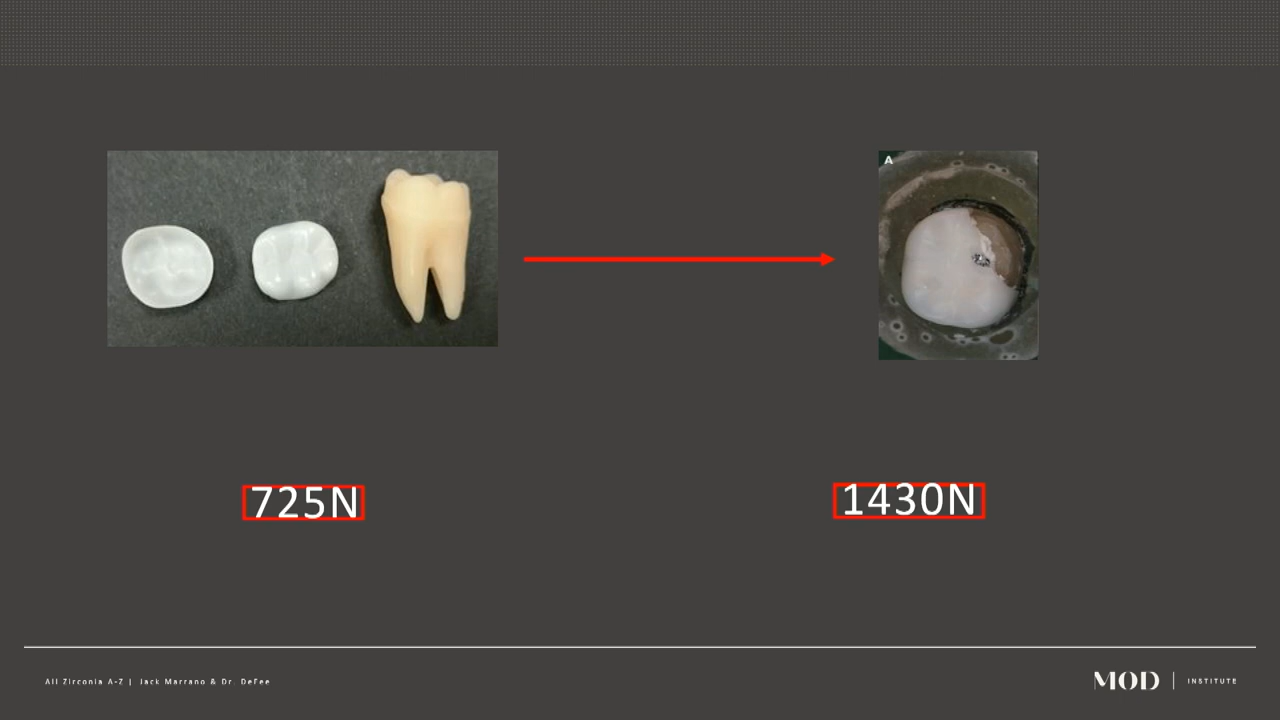 A
725N
1430N
All Zirconia A-Z | Jack Marrano & Dr. DeFee
MOD | INSTITUTE